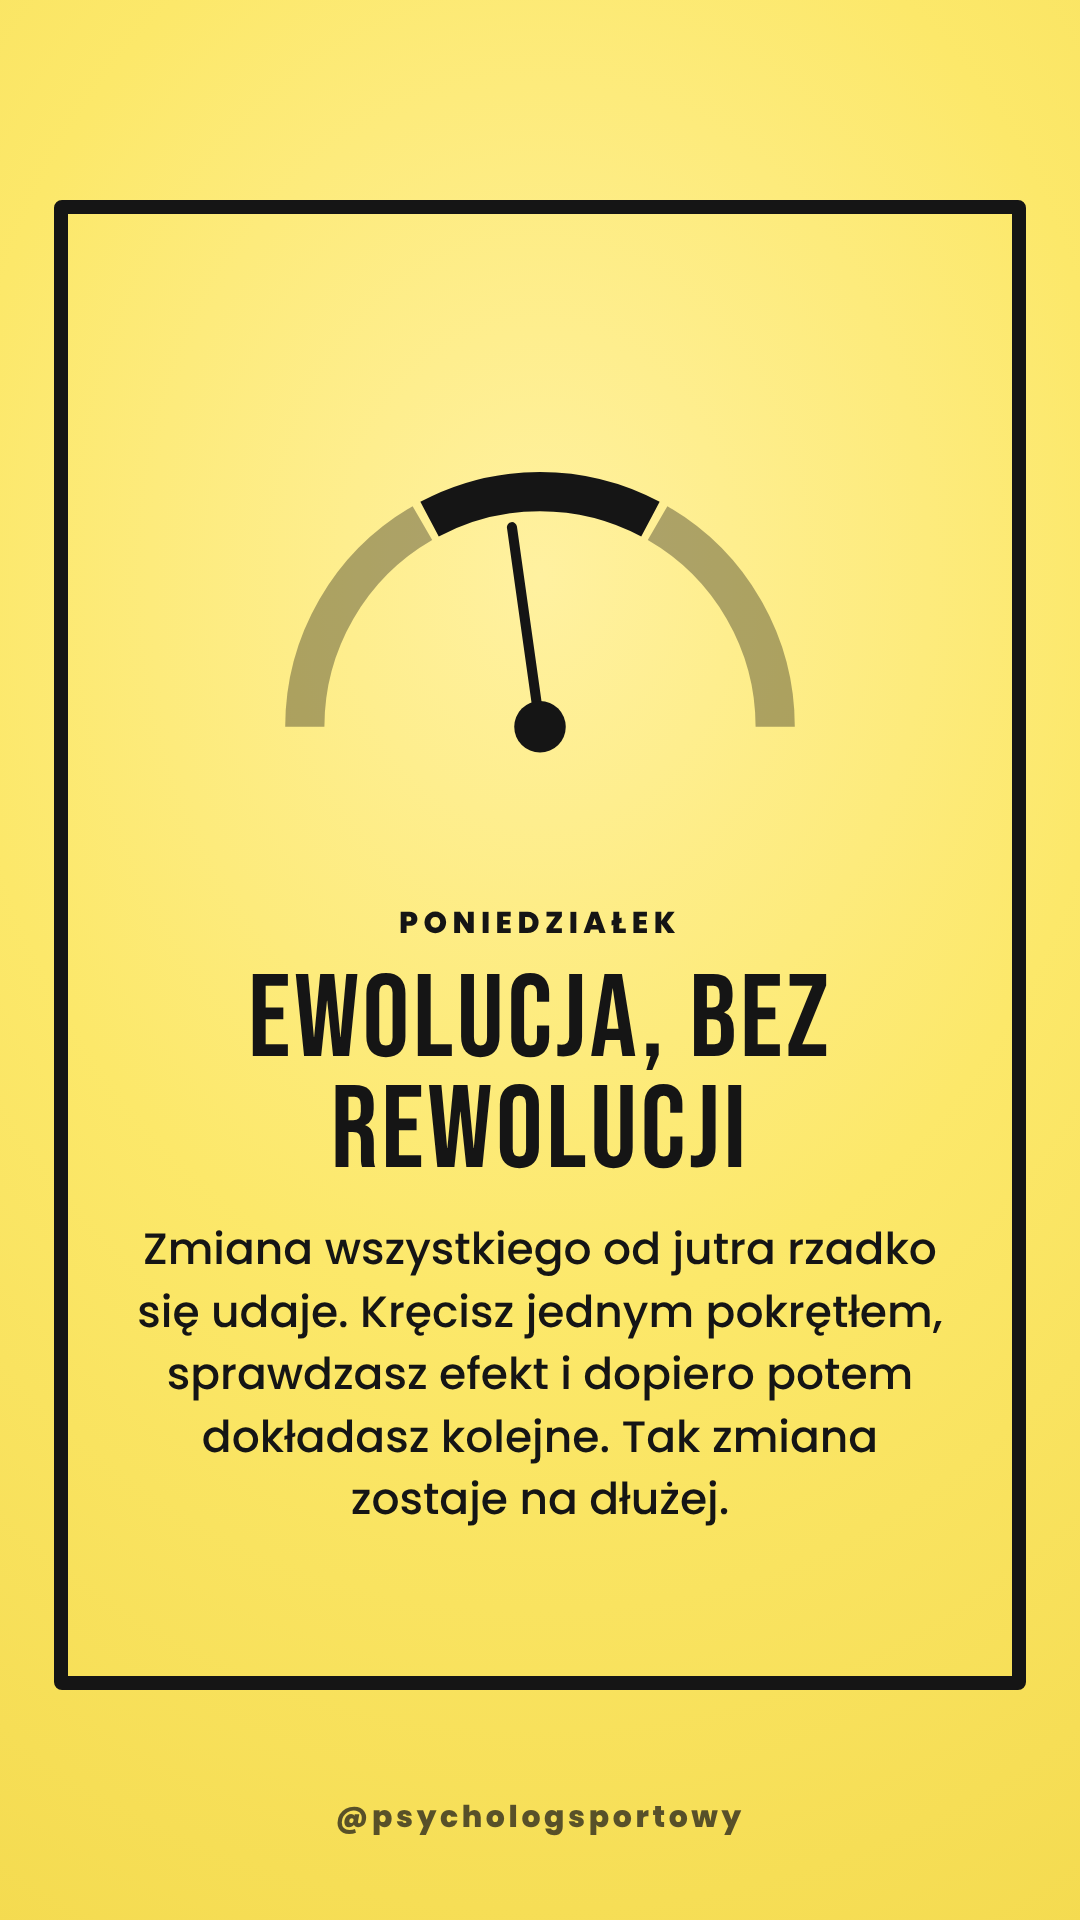 PONIEDZIAŁEK
EWOLUCJA, BEZ
REWOLUCJI
Zmiana wszystkiego od jutra rzadko
się udaje. Kręcisz jednym pokrętłem,
sprawdzasz efekt i dopiero potem
dokładasz kolejne. Tak zmiana
zostaje na dłużej.
@psychologsportowy